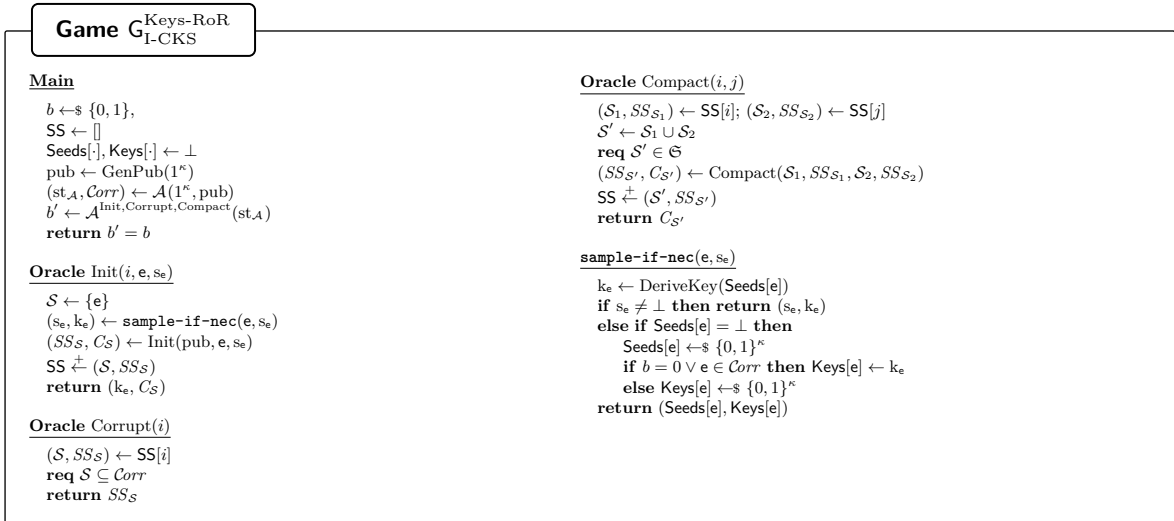 Game G^{Keys-RoR}_{I-CKS}
Main
b ←$ {0, 1},
SS ← []
Seeds[·], Keys[·] ← ⊥
pub ← GenPub(1^κ)
(st_𝒜, 𝒞orr) ← 𝒜(1^κ, pub)
b′ ← 𝒜^{Init,Corrupt,Compact}(st_𝒜)
return b′ = b
Oracle Init(i, e, s_e)
𝒮 ← {e}
(s_e, k_e) ← sample-if-nec(e, s_e)
(SS_𝒮, C_𝒮) ← Init(pub, e, s_e)
SS ←^+ (𝒮, SS_𝒮)
return (k_e, C_𝒮)
Oracle Corrupt(i)
(𝒮, SS_𝒮) ← SS[i]
req 𝒮 ⊆ 𝒞orr
return SS_𝒮
Oracle Compact(i, j)
(𝒮_1, SS_{𝒮_1}) ← SS[i]; (𝒮_2, SS_{𝒮_2}) ← SS[j]
𝒮′ ← 𝒮_1 ∪ 𝒮_2
req 𝒮′ ∈ 𝔖
(SS_{𝒮′}, C_{𝒮′}) ← Compact(𝒮_1, SS_{𝒮_1}, 𝒮_2, SS_{𝒮_2})
SS ←^+ (𝒮′, SS_{𝒮′})
return C_{𝒮′}
sample-if-nec(e, s_e)
k_e ← DeriveKey(Seeds[e])
if s_e ≠ ⊥ then return (s_e, k_e)
else if Seeds[e] = ⊥ then
Seeds[e] ←$ {0, 1}^κ
if b = 0 ∨ e ∈ 𝒞orr then Keys[e] ← k_e
else Keys[e] ←$ {0, 1}^κ
return (Seeds[e], Keys[e])